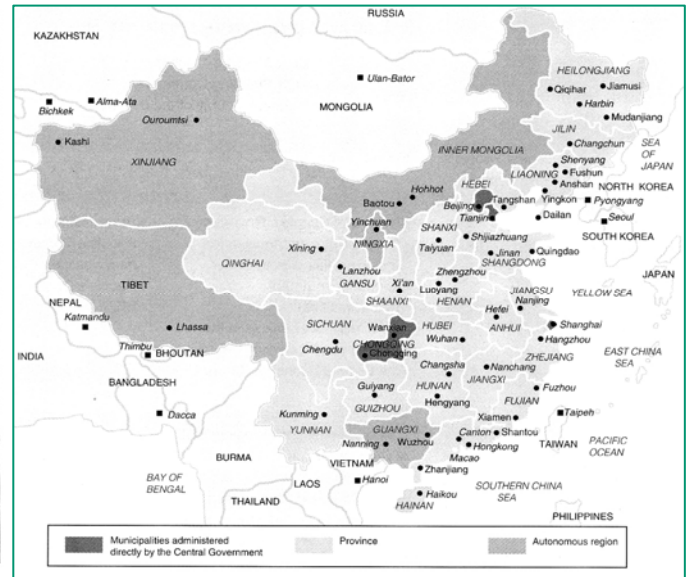 RUSSIA
KAZAKHSTAN
HEILONGJIANG
Ulan-Bator
Qiqihar
Jiamusi
Alma-Ata
Bichkek
MONGOLIA
Harbin
Ouroumtsi
Mudanjiang
JILIN
Kashi
Changchun
SEA
OF
JAPAN
XINJIANG
INNER MONGOLIA
Shenyang
LIAONING
Fushun
Hohhot
HEBEI
Anshan
NORTH KOREA
Baotou
Beijing
Tangshan
Yingkon
Pyongyang
Yinchuan
Tianjin
Dailan
Seoul
SHANXI
NINGXIA
Taiyuan
Shijiazhuang
SOUTH KOREA
Xining
Jinan
Quingdao
QINGHAI
SHANGDONG
Lanzhou
Zhengzhou
JAPAN
GANSU
Xi'an
Luoyang
JIANGSU
YELLOW SEA
TIBET
SHAANXI
HENAN
Nanjing
NEPAL
Hefei
Katmandu
Lhassa
SICHUAN
Wanxian
HUBEI
ANHUI
Shanghai
Thimbu
Chengdu
CHONGQING
Wuhan
Hangzhou
INDIA
BHOUTAN
Chongqing
ZHEJIANG
EAST CHINA
SEA
BANGLADESH
Changsha
Nanchang
Guiyang
HUNAN
JIANGXI
Dacca
GUIZHOU
Hengyang
Fuzhou
Kunming
FUJIAN
YUNNAN
GUANGXI
Xiamen
Taipeh
Nanning
Wuzhou
Canton
Shantou
Hongkong
TAIWAN
PACIFIC
OCEAN
BURMA
VIETNAM
Macao
BAY OF
BENGAL
LAOS
Hanoi
Zhanjiang
SOUTHERN CHINA
SEA
THAILAND
Haikou
HAINAN
PHILIPPINES
Municipalities administered
directly by the Central Government
Province
Autonomous region